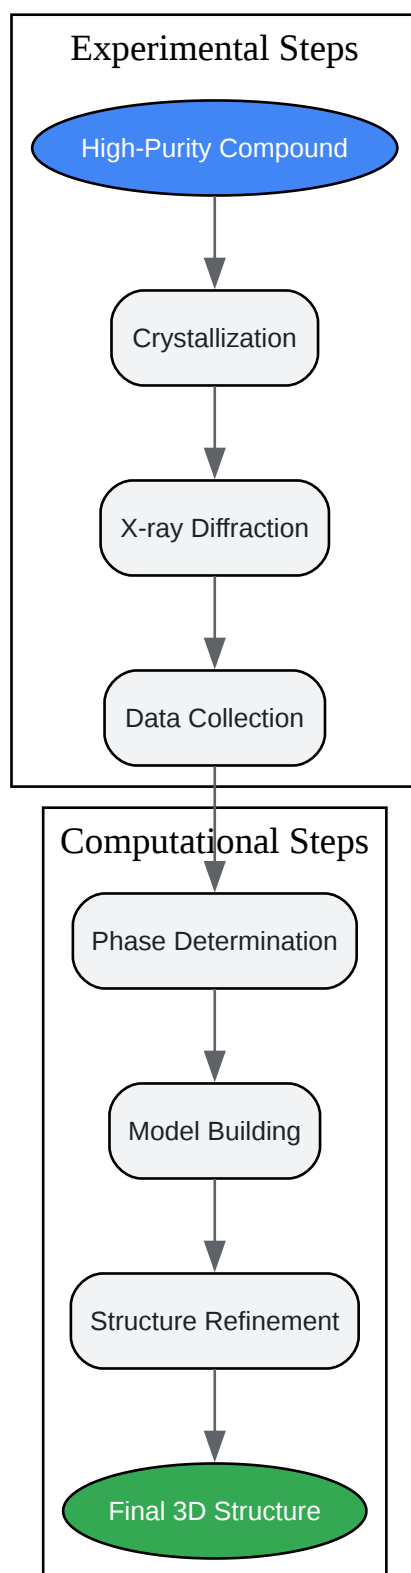 Experimental Steps
High-Purity Compound
Crystallization
X-ray Diffraction
Data Collection
Computational Steps
Phase Determination
Model Building
Structure Refinement
Final 3D Structure